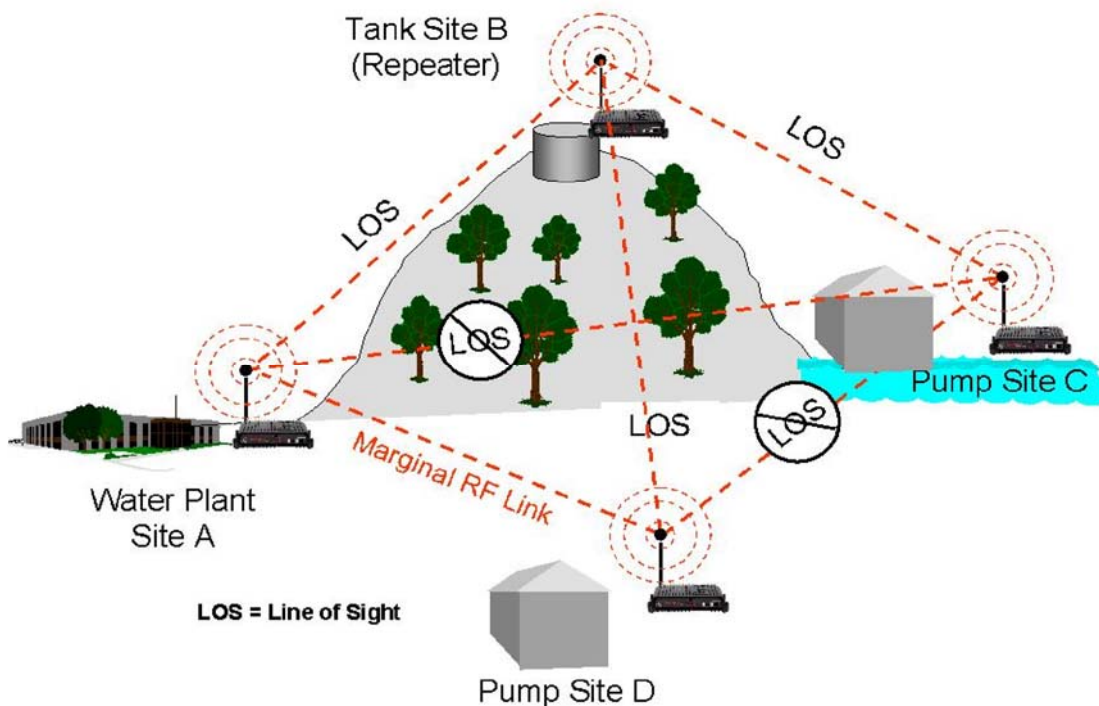 Tank Site B
(Repeater)
LOS
LOS
LOS
Pump Site C
LOS
LOS
Marginal RF Link
Water Plant
Site A
LOS = Line of Sight
Pump Site D